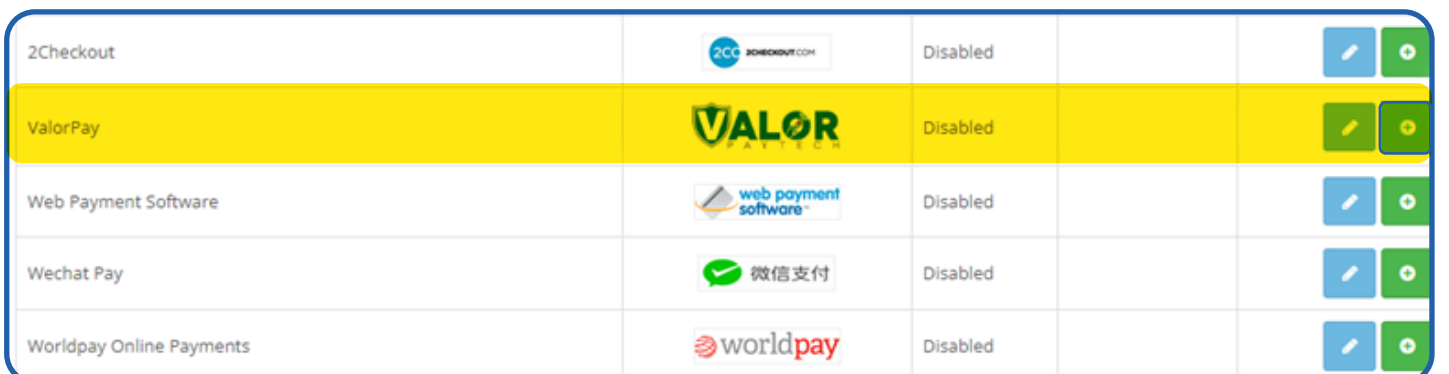 2Checkout 2CO 2CHECKOUT.COM Disabled
ValorPay VALOR PAYTECH Disabled
Web Payment Software web payment software™ Disabled
Wechat Pay 微信支付 Disabled
Worldpay Online Payments worldpay Disabled